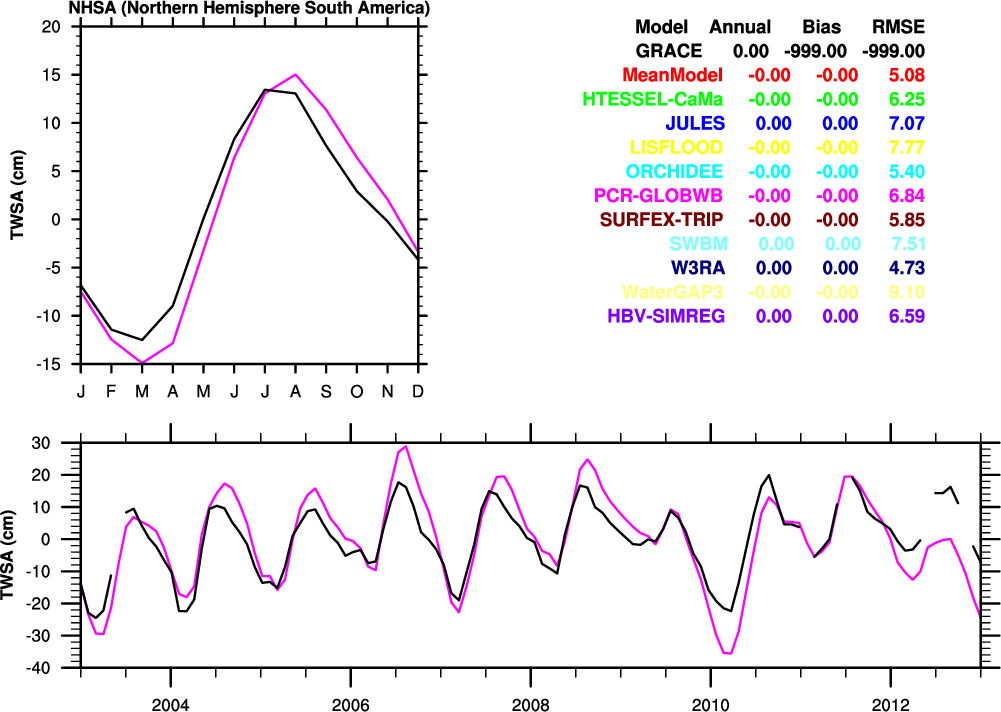 NHSA (Northern Hemisphere South America)
20
15
10
5
0
-5
-10
-15
TWSA (cm)
J F M A M J J A S O N D
Model Annual Bias RMSE
GRACE 0.00 -999.00 -999.00
MeanModel -0.00 -0.00 5.08
HTESSEL-CaMa -0.00 -0.00 6.25
JULES 0.00 0.00 7.07
LISFLOOD -0.00 -0.00 7.77
ORCHIDEE -0.00 -0.00 5.40
PCR-GLOBWB -0.00 -0.00 6.84
SURFEX-TRIP -0.00 -0.00 5.85
SWBM 0.00 0.00 7.51
W3RA 0.00 0.00 4.73
WaterGAP3 -0.00 -0.00 9.10
HBV-SIMREG 0.00 0.00 6.59
30
20
10
0
-10
-20
-30
-40
TWSA (cm)
2004 2006 2008 2010 2012